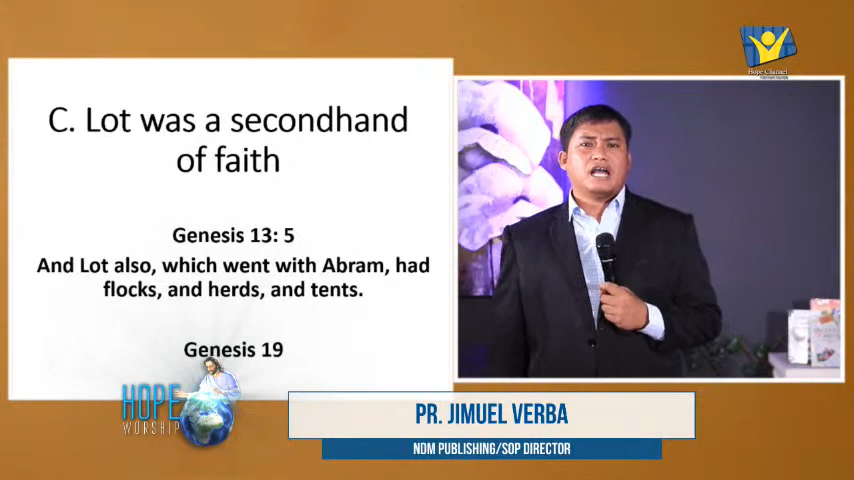 C. Lot was a secondhand
of faith
Genesis 13: 5
And Lot also, which went with Abram, had
flocks, and herds, and tents.
Genesis 19
Hope Channel
HOPE
WORSHIP
PR. JIMUEL VERBA
NDM PUBLISHING/SOP DIRECTOR